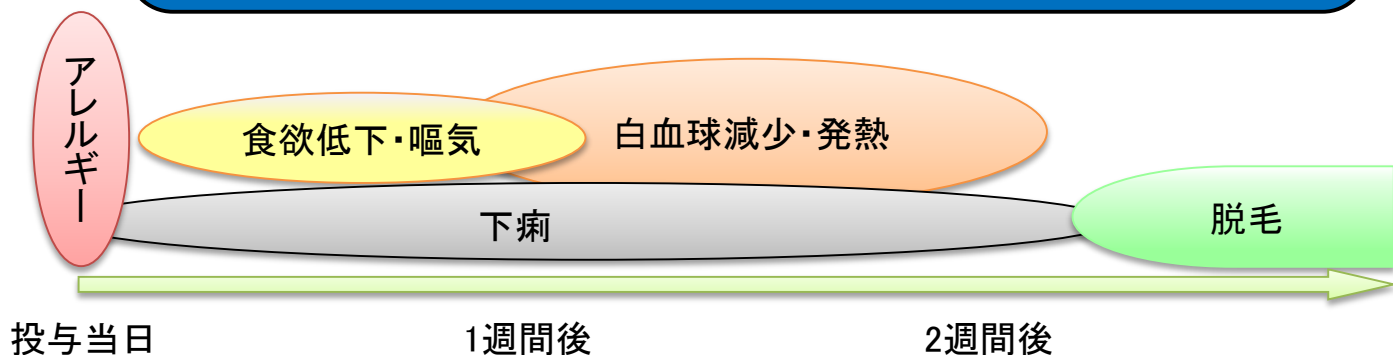 アレルギー
食欲低下・嘔気
白血球減少・発熱
下痢
脱毛
投与当日
1週間後
2週間後